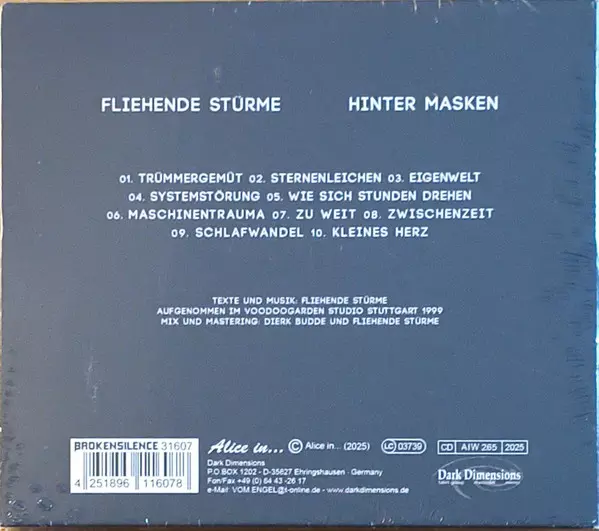 FLIEHENDE STÜRME HINTER MASKEN
01. TRÜMMERGEMÜT 02. STERNENLEICHEN 03. EIGENWELT
04. SYSTEMSTÖRUNG 05. WIE SICH STUNDEN DREHEN
06. MASCHINENTRAUMA 07. ZU WEIT 08. ZWISCHENZEIT
09. SCHLAFWANDEL 10. KLEINES HERZ
TEXTE UND MUSIK: FLIEHENDE STÜRME
AUFGENOMMEN IM VOODOOGARDEN STUDIO STUTTGART 1999
MIX UND MASTERING: DIERK BUDDE UND FLIEHENDE STÜRME
BROKENSILENCE 31607
4 251896 116078
Alice in... © Alice in... (2025) LC 03739 CD AIW 265 2025
Dark Dimensions
P.O.BOX 1202 - D-35627 Ehringshausen - Germany
Fon/Fax +49 (0) 64 43-26 17
e-Mail: VOM.ENGEL@t-online.de - www.darkdimensions.de
Dark Dimensions